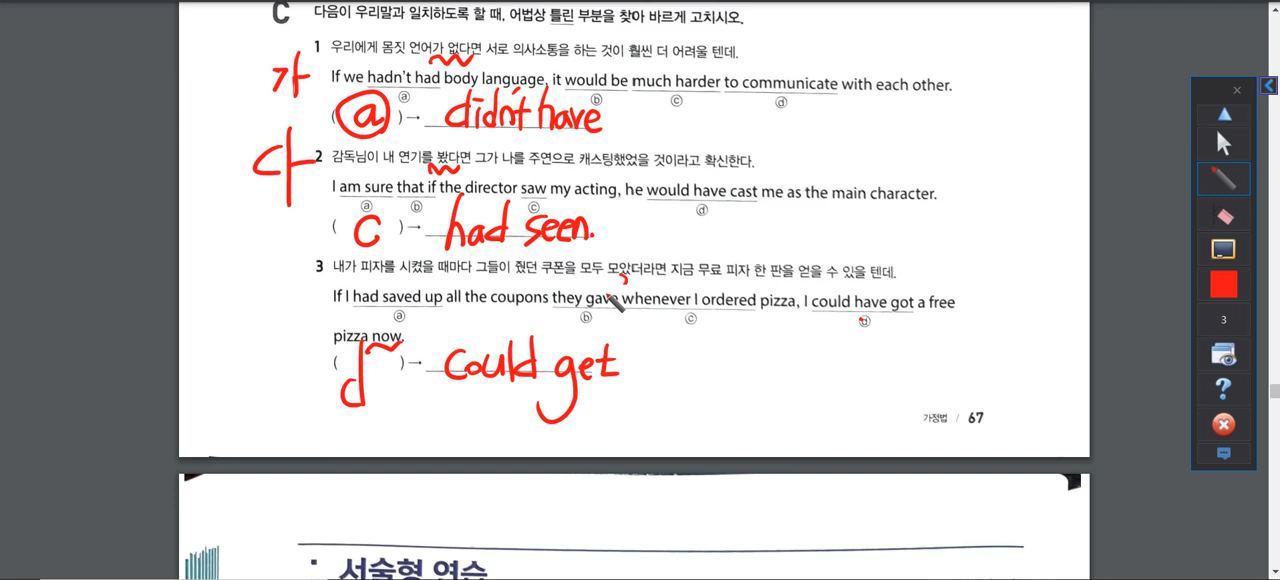 C 다음이 우리말과 일치하도록 할 때, 어법상 틀린 부분을 찾아 바르게 고치시오.
1 우리에게 몸짓 언어가 없다면 서로 의사소통을 하는 것이 훨씬 더 어려울 텐데.
가 If we hadn't had body language, it would be much harder to communicate with each other.
ⓐ ⓑ ⓒ ⓓ
( ⓐ ) → didn't have
다 2 감독님이 내 연기를 봤다면 그가 나를 주연으로 캐스팅했었을 것이라고 확신한다.
I am sure that if the director saw my acting, he would have cast me as the main character.
ⓐ ⓑ ⓒ ⓓ
( C ) → had seen.
3 내가 피자를 시켰을 때마다 그들이 줬던 쿠폰을 모두 모았더라면 지금 무료 피자 한 판을 얻을 수 있을 텐데.
If I had saved up all the coupons they gave whenever I ordered pizza, I could have got a free
ⓐ ⓑ ⓒ ⓓ
pizza now.
( d ) → could get
가정법 / 67
3
서술형 연습